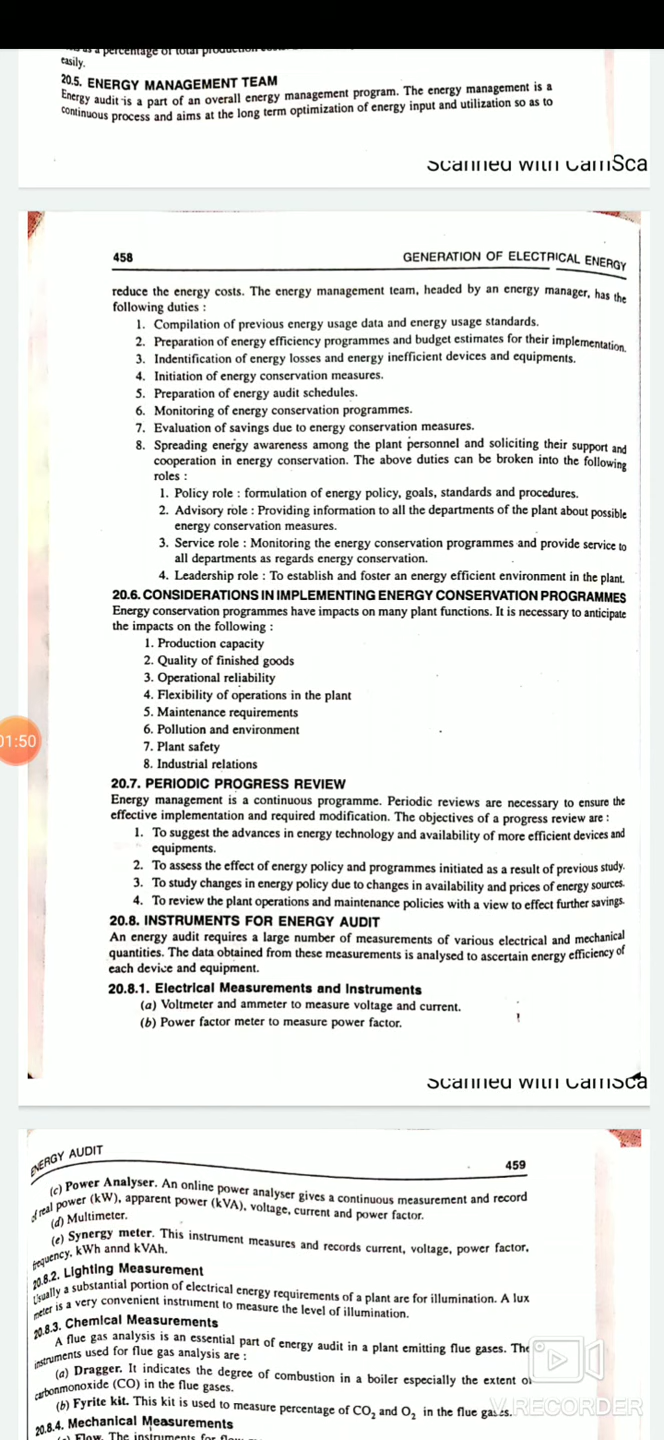 as a percentage of total production
easily.
20.5. ENERGY MANAGEMENT TEAM
Energy audit is a part of an overall energy management program. The energy management is a
continuous process and aims at the long term optimization of energy input and utilization so as to
Scanned with CamSca
458
GENERATION OF ELECTRICAL ENERGY
reduce the energy costs. The energy management team, headed by an energy manager, has the
following duties :
1. Compilation of previous energy usage data and energy usage standards.
2. Preparation of energy efficiency programmes and budget estimates for their implementation.
3. Indentification of energy losses and energy inefficient devices and equipments.
4. Initiation of energy conservation measures.
5. Preparation of energy audit schedules.
6. Monitoring of energy conservation programmes.
7. Evaluation of savings due to energy conservation measures.
8. Spreading energy awareness among the plant personnel and soliciting their support and
cooperation in energy conservation. The above duties can be broken into the following
roles :
1. Policy role : formulation of energy policy, goals, standards and procedures.
2. Advisory role : Providing information to all the departments of the plant about possible
energy conservation measures.
3. Service role : Monitoring the energy conservation programmes and provide service to
all departments as regards energy conservation.
4. Leadership role : To establish and foster an energy efficient environment in the plant.
20.6. CONSIDERATIONS IN IMPLEMENTING ENERGY CONSERVATION PROGRAMMES
Energy conservation programmes have impacts on many plant functions. It is necessary to anticipate
the impacts on the following :
1. Production capacity
2. Quality of finished goods
3. Operational reliability
4. Flexibility of operations in the plant
5. Maintenance requirements
01:50
6. Pollution and environment
7. Plant safety
8. Industrial relations
20.7. PERIODIC PROGRESS REVIEW
Energy management is a continuous programme. Periodic reviews are necessary to ensure the
effective implementation and required modification. The objectives of a progress review are :
1. To suggest the advances in energy technology and availability of more efficient devices and
equipments.
2. To assess the effect of energy policy and programmes initiated as a result of previous study.
3. To study changes in energy policy due to changes in availability and prices of energy sources.
4. To review the plant operations and maintenance policies with a view to effect further savings.
20.8. INSTRUMENTS FOR ENERGY AUDIT
An energy audit requires a large number of measurements of various electrical and mechanical
quantities. The data obtained from these measurements is analysed to ascertain energy efficiency of
each device and equipment.
20.8.1. Electrical Measurements and Instruments
(a) Voltmeter and ammeter to measure voltage and current.
(b) Power factor meter to measure power factor.
Scanned with CamSca
ENERGY AUDIT
459
(c) Power Analyser. An online power analyser gives a continuous measurement and record
of real power (kW), apparent power (kVA), voltage, current and power factor.
(d) Multimeter.
(e) Synergy meter. This instrument measures and records current, voltage, power factor,
frequency, kWh annd kVAh.
20.8.2. Lighting Measurement
Usually a substantial portion of electrical energy requirements of a plant are for illumination. A lux
meter is a very convenient instrument to measure the level of illumination.
20.8.3. Chemical Measurements
A flue gas analysis is an essential part of energy audit in a plant emitting flue gases. The
instruments used for flue gas analysis are :
(a) Dragger. It indicates the degree of combustion in a boiler especially the extent of
carbonmonoxide (CO) in the flue gases.
(b) Fyrite kit. This kit is used to measure percentage of CO₂ and O₂ in the flue gases.
V RECORDER
20.8.4. Mechanical Measurements
Flow. The instruments for flow